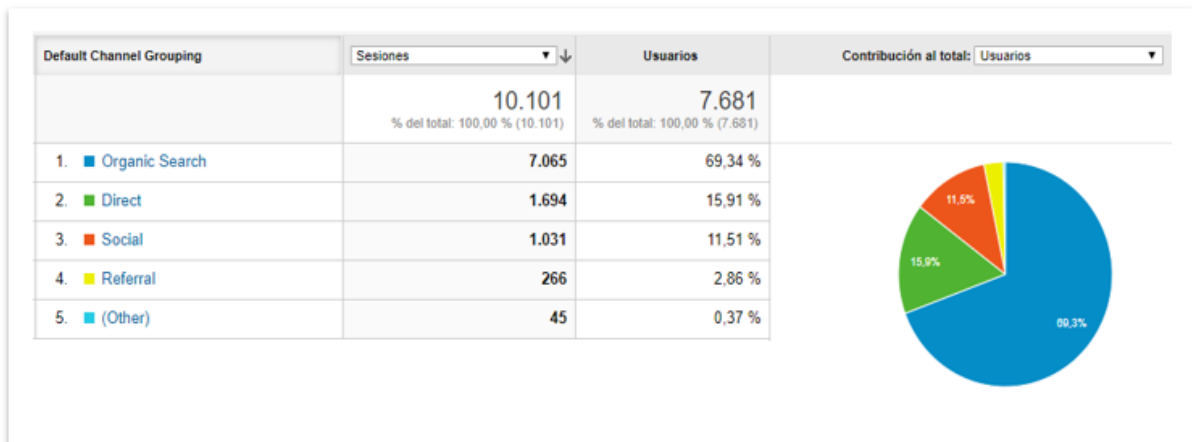 Default Channel Grouping Sesiones Usuarios Contribución al total: Usuarios
10.101 7.681
% del total: 100,00 % (10.101) % del total: 100,00 % (7.681)
1. Organic Search 7.065 69,34 %
2. Direct 1.694 15,91 %
3. Social 1.031 11,51 %
4. Referral 266 2,86 %
5. (Other) 45 0,37 %
11,5%
15,9%
69,3%